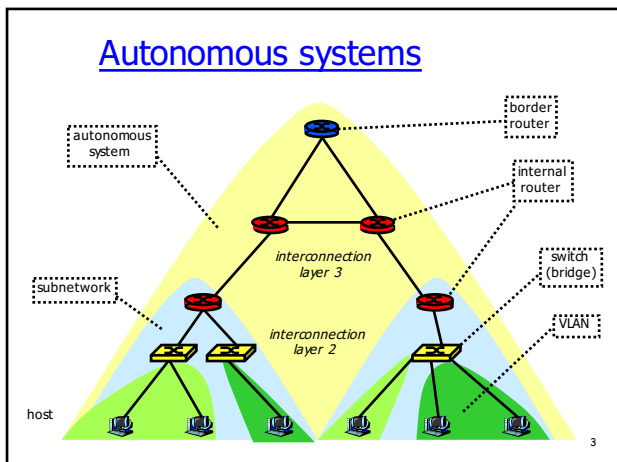 Autonomous systems
border
router
autonomous
system
internal
router
interconnection
layer 3
switch
(bridge)
subnetwork
interconnection
layer 2
VLAN
host
3